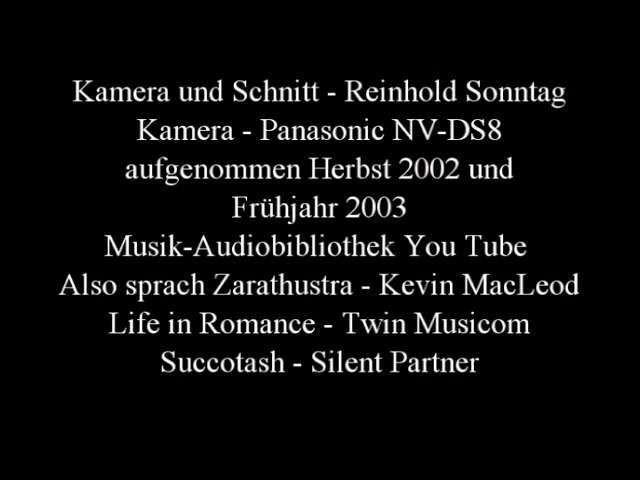 Kamera und Schnitt - Reinhold Sonntag
Kamera - Panasonic NV-DS8
aufgenommen Herbst 2002 und
Frühjahr 2003
Musik-Audiobibliothek You Tube
Also sprach Zarathustra - Kevin MacLeod
Life in Romance - Twin Musicom
Succotash - Silent Partner